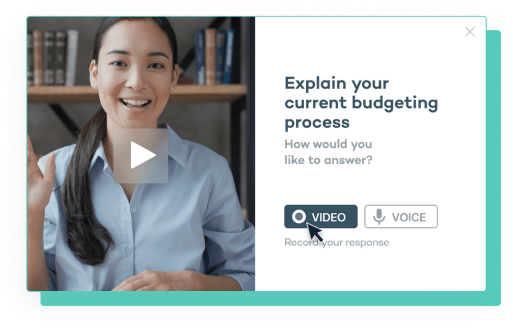 Explain your
current budgeting
process
How would you
like to answer?
VIDEO
VOICE
Record your response